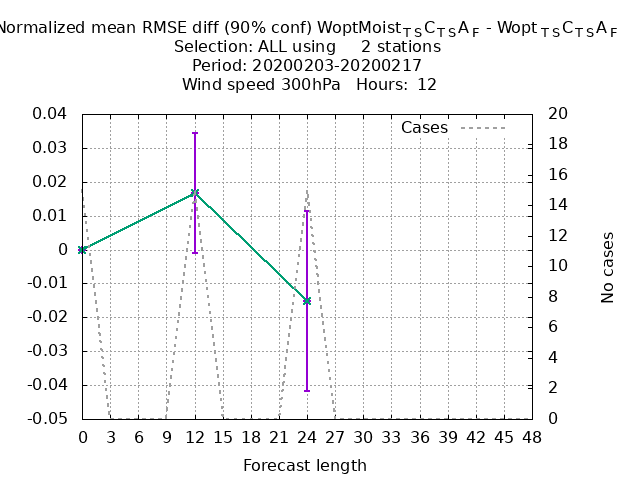 Normalized mean RMSE diff (90% conf) WoptMoist_TSC_TSA_F - Wopt_TSC_TSA_F
Selection: ALL using 2 stations
Period: 20200203-20200217
Wind speed 300hPa Hours: 12
Cases
0.04
0.03
0.02
0.01
0
-0.01
-0.02
-0.03
-0.04
-0.05
20
18
16
14
12
10
8
6
4
2
0
No cases
0 3 6 9 12 15 18 21 24 27 30 33 36 39 42 45 48
Forecast length